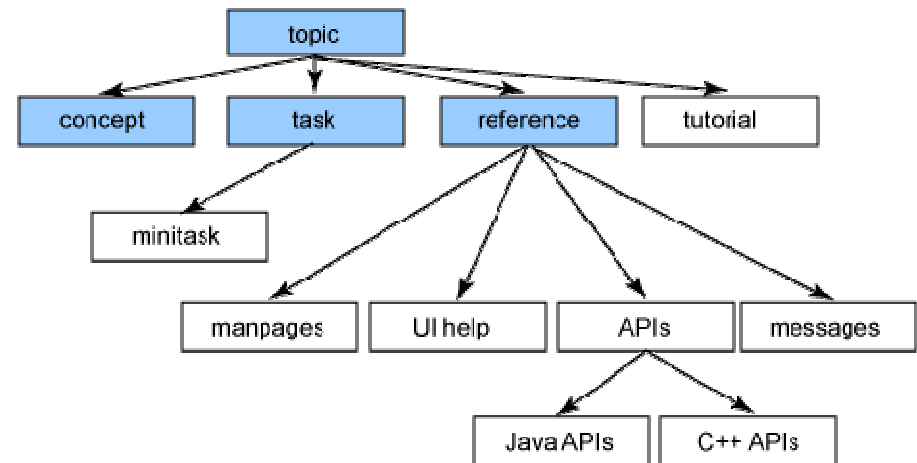 topic
concept
task
reference
tutorial
minitask
manpages
UI help
APIs
messages
Java APIs
C++ APIs